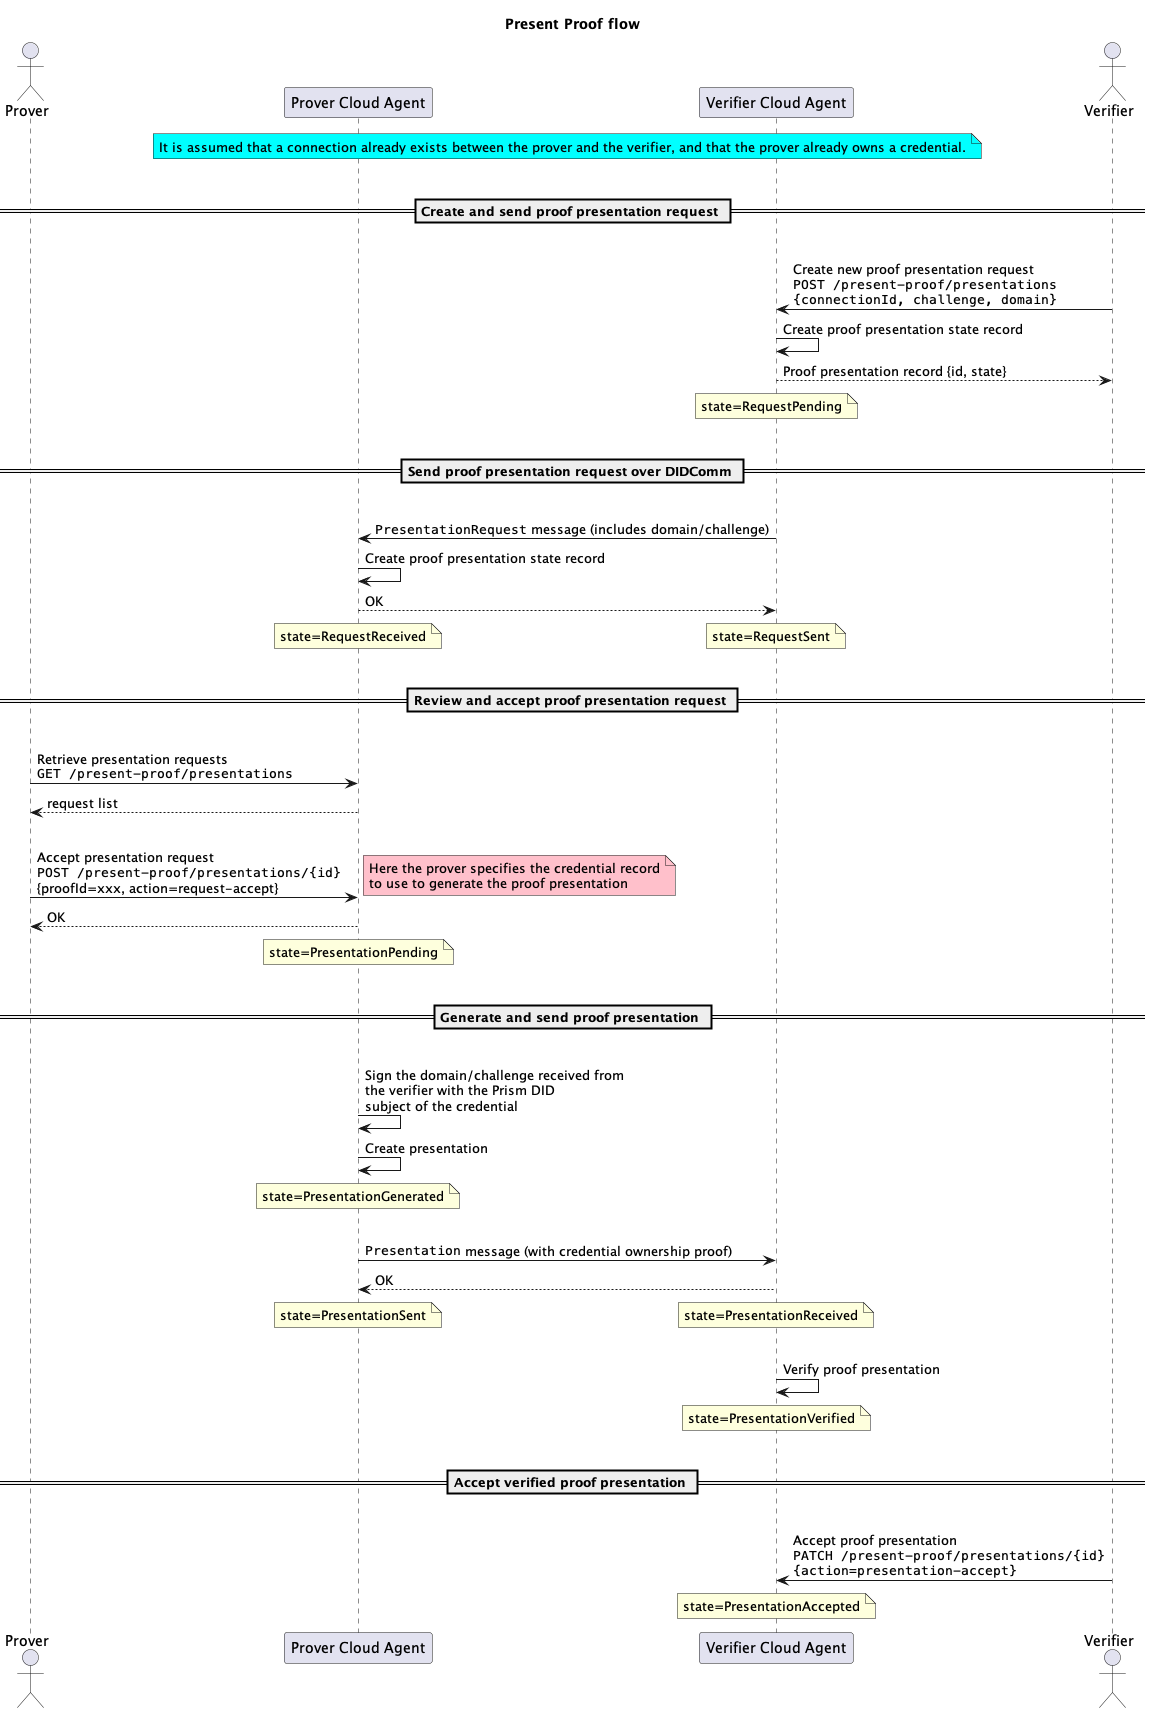 Present Proof flow
Prover
Prover Cloud Agent
Verifier Cloud Agent
Verifier
It is assumed that a connection already exists between the prover and the verifier, and that the prover already owns a credential.
Create and send proof presentation request
Create new proof presentation request
POST /present-proof/presentations
{connectionId, challenge, domain}
Create proof presentation state record
Proof presentation record {id, state}
state=RequestPending
Send proof presentation request over DIDComm
PresentationRequest message (includes domain/challenge)
Create proof presentation state record
OK
state=RequestReceived
state=RequestSent
Review and accept proof presentation request
Retrieve presentation requests
GET /present-proof/presentations
request list
Accept presentation request
POST /present-proof/presentations/{id}
{proofId=xxx, action=request-accept}
Here the prover specifies the credential record
to use to generate the proof presentation
OK
state=PresentationPending
Generate and send proof presentation
Sign the domain/challenge received from
the verifier with the Prism DID
subject of the credential
Create presentation
state=PresentationGenerated
Presentation message (with credential ownership proof)
OK
state=PresentationSent
state=PresentationReceived
Verify proof presentation
state=PresentationVerified
Accept verified proof presentation
Accept proof presentation
PATCH /present-proof/presentations/{id}
{action=presentation-accept}
state=PresentationAccepted
Prover
Prover Cloud Agent
Verifier Cloud Agent
Verifier